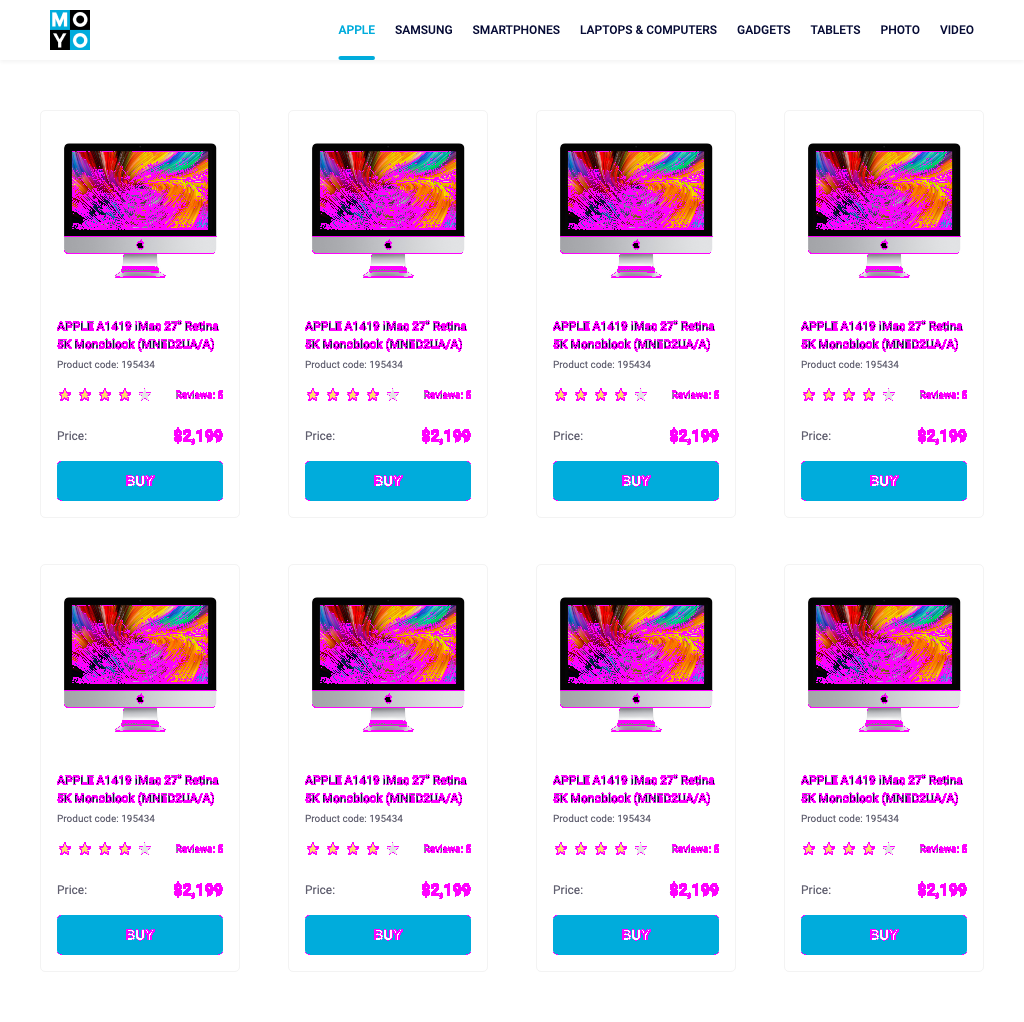 MO
YO
APPLE SAMSUNG SMARTPHONES LAPTOPS & COMPUTERS GADGETS TABLETS PHOTO VIDEO
APPLE A1419 iMac 27" Retina
5K Monoblock (MNED2UA/A)
Product code: 195434
Reviews: 5
Price: $2,199
BUY
APPLE A1419 iMac 27" Retina
5K Monoblock (MNED2UA/A)
Product code: 195434
Reviews: 5
Price: $2,199
BUY
APPLE A1419 iMac 27" Retina
5K Monoblock (MNED2UA/A)
Product code: 195434
Reviews: 5
Price: $2,199
BUY
APPLE A1419 iMac 27" Retina
5K Monoblock (MNED2UA/A)
Product code: 195434
Reviews: 5
Price: $2,199
BUY
APPLE A1419 iMac 27" Retina
5K Monoblock (MNED2UA/A)
Product code: 195434
Reviews: 5
Price: $2,199
BUY
APPLE A1419 iMac 27" Retina
5K Monoblock (MNED2UA/A)
Product code: 195434
Reviews: 5
Price: $2,199
BUY
APPLE A1419 iMac 27" Retina
5K Monoblock (MNED2UA/A)
Product code: 195434
Reviews: 5
Price: $2,199
BUY
APPLE A1419 iMac 27" Retina
5K Monoblock (MNED2UA/A)
Product code: 195434
Reviews: 5
Price: $2,199
BUY